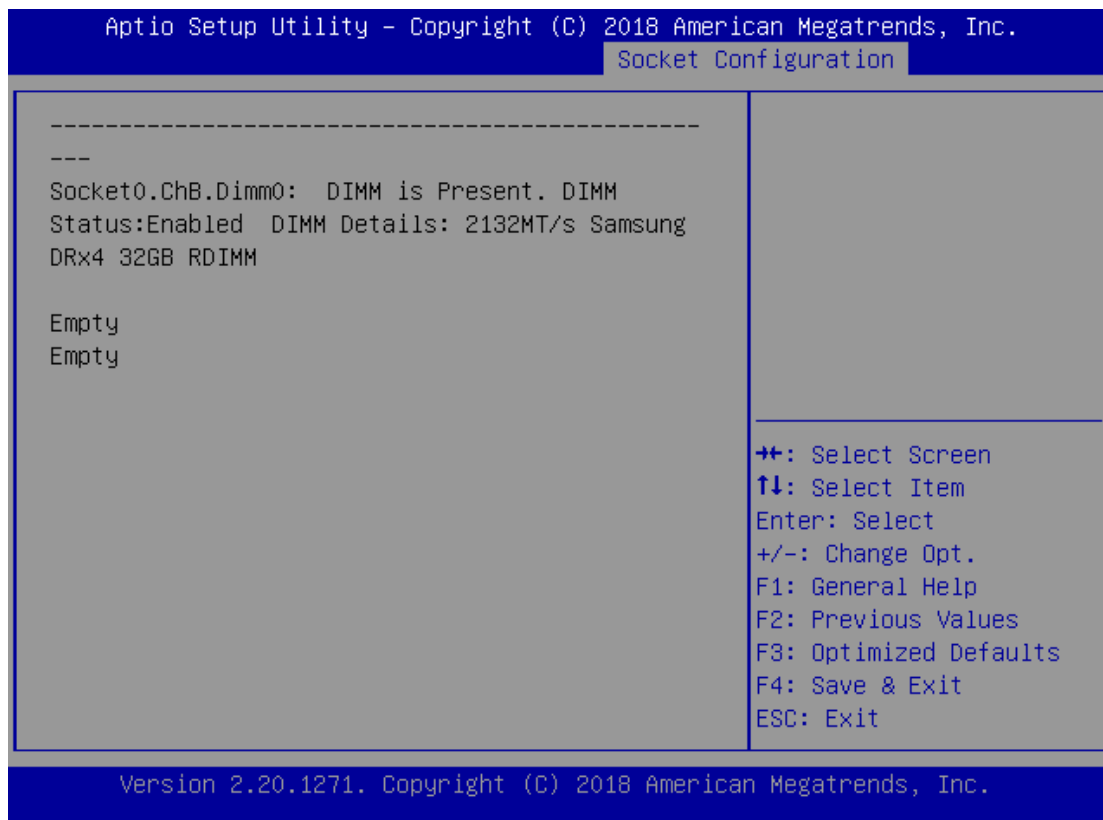 Aptio Setup Utility – Copyright (C) 2018 American Megatrends, Inc.
Socket Configuration
-----------------------------------------------
---
Socket0.ChB.Dimm0:  DIMM is Present. DIMM
Status:Enabled  DIMM Details: 2132MT/s Samsung
DRx4 32GB RDIMM
Empty
Empty
→←: Select Screen
↑↓: Select Item
Enter: Select
+/-: Change Opt.
F1: General Help
F2: Previous Values
F3: Optimized Defaults
F4: Save & Exit
ESC: Exit
Version 2.20.1271. Copyright (C) 2018 American Megatrends, Inc.